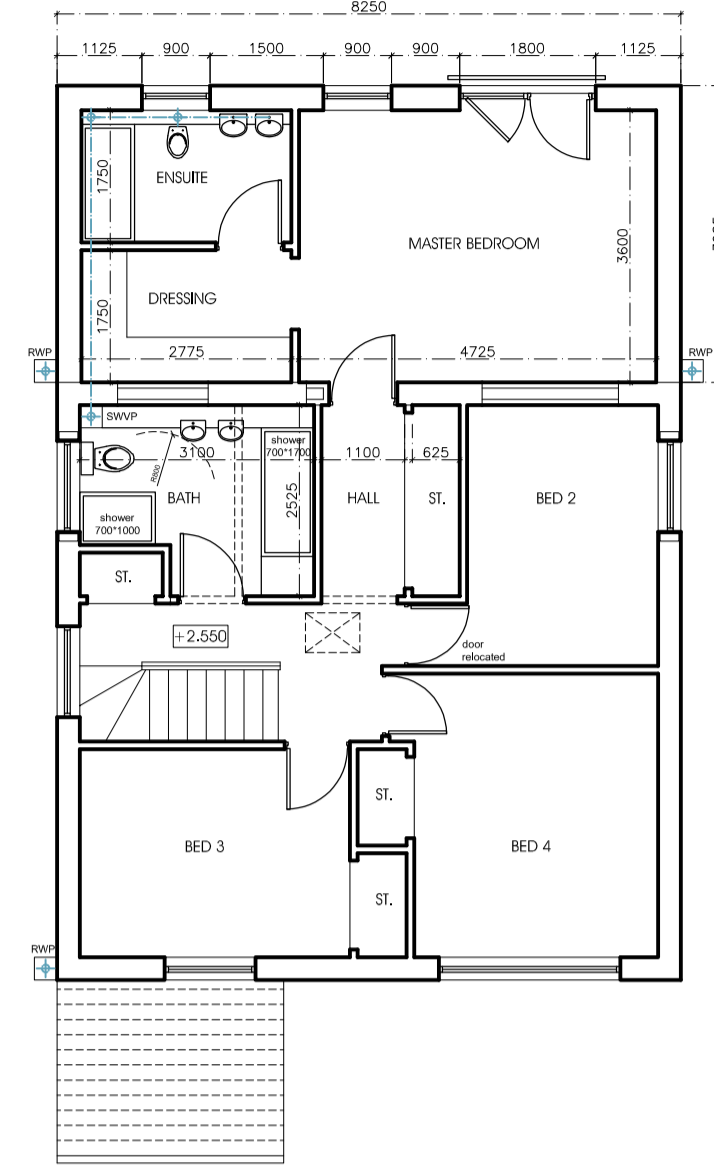 8250
1125 900 1500 900 900 1800 1125
1750
ENSUITE
MASTER BEDROOM
3600
DRESSING
1750
2775
4725
RWP
RWP
SWVP
shower
700*1700
3100
1100
625
R800
BATH
2525
HALL
ST.
BED 2
shower
700*1000
ST.
+2.550
door
relocated
ST.
BED 3
BED 4
ST.
RWP